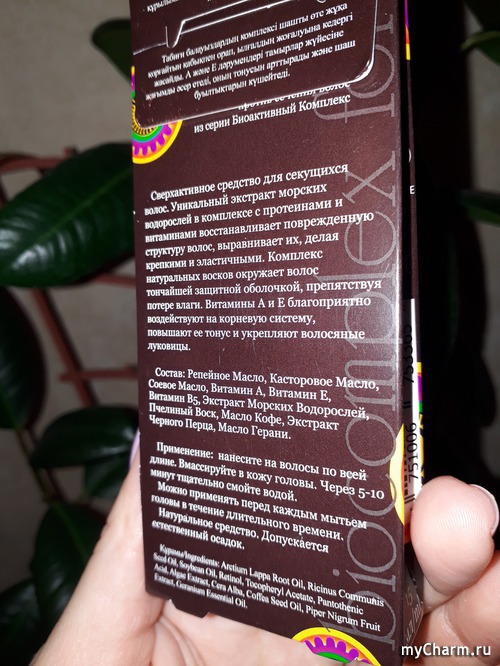 Табиғи балауыздардың комплексі шашты өте жұқа
қорғайтын қабықпен орап, ылғалдың жоғалуына кедергі
жасайды. А және Е дәрумендері тамырлар жүйесіне
жағымды әсер етеді, оның тонусын арттырады және шаш
буылтықтарын күшейтеді.
из серии Биоактивный Комплекс
Сверхактивное средство для секущихся
волос. Уникальный экстракт морских
водорослей в комплексе с протеинами и
витаминами восстанавливает поврежденную
структуру волос, выравнивает их, делая
крепкими и эластичными. Комплекс
натуральных восков окружает волос
тончайшей защитной оболочкой, препятствуя
потере влаги. Витамины А и Е благоприятно
воздействуют на корневую систему,
повышают ее тонус и укрепляют волосяные
луковицы.
Состав: Репейное Масло, Касторовое Масло,
Соевое Масло, Витамин А, Витамин Е,
Витамин В5, Экстракт Морских Водорослей,
Пчелиный Воск, Масло Кофе, Экстракт
Черного Перца, Масло Герани.
Применение: нанесите на волосы по всей
длине. Вмассируйте в кожу головы. Через 5-10
минут тщательно смойте водой.
Можно применять перед каждым мытьем
головы в течение длительного времени.
Натуральное средство. Допускается
естественный осадок.
Құрамы/Ingredients: Arctium Lappa Root Oil, Ricinus Communis
Seed Oil, Soybean Oil, Retinol, Tocopheryl Acetate, Pantothenic
Acid, Algae Extract, Cera Alba, Coffea Seed Oil, Piper Nigrum Fruit
Extract, Geranium Essential Oil.
biocomplex for
751006
myCharm.ru